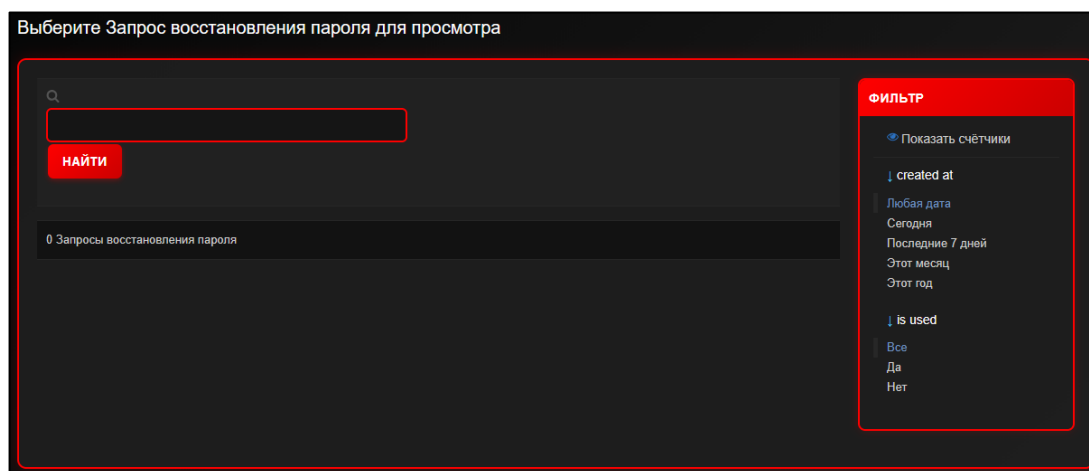 Выберите Запрос восстановления пароля для просмотра
НАЙТИ
0 Запросы восстановления пароля
ФИЛЬТР
Показать счётчики
↓ created at
Любая дата
Сегодня
Последние 7 дней
Этот месяц
Этот год
↓ is used
Все
Да
Нет